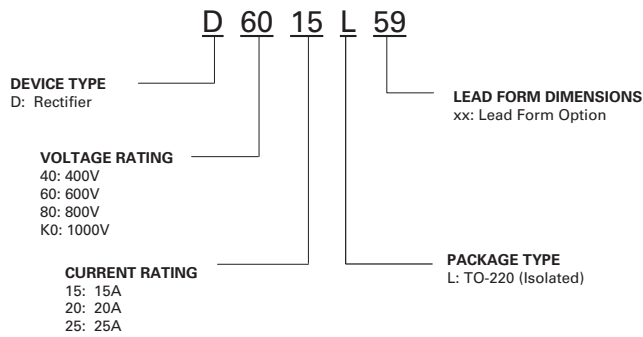 D 60 15 L 59
DEVICE TYPE
D: Rectifier
LEAD FORM DIMENSIONS
xx: Lead Form Option
VOLTAGE RATING
40: 400V
60: 600V
80: 800V
K0: 1000V
PACKAGE TYPE
L: TO-220 (Isolated)
CURRENT RATING
15: 15A
20: 20A
25: 25A